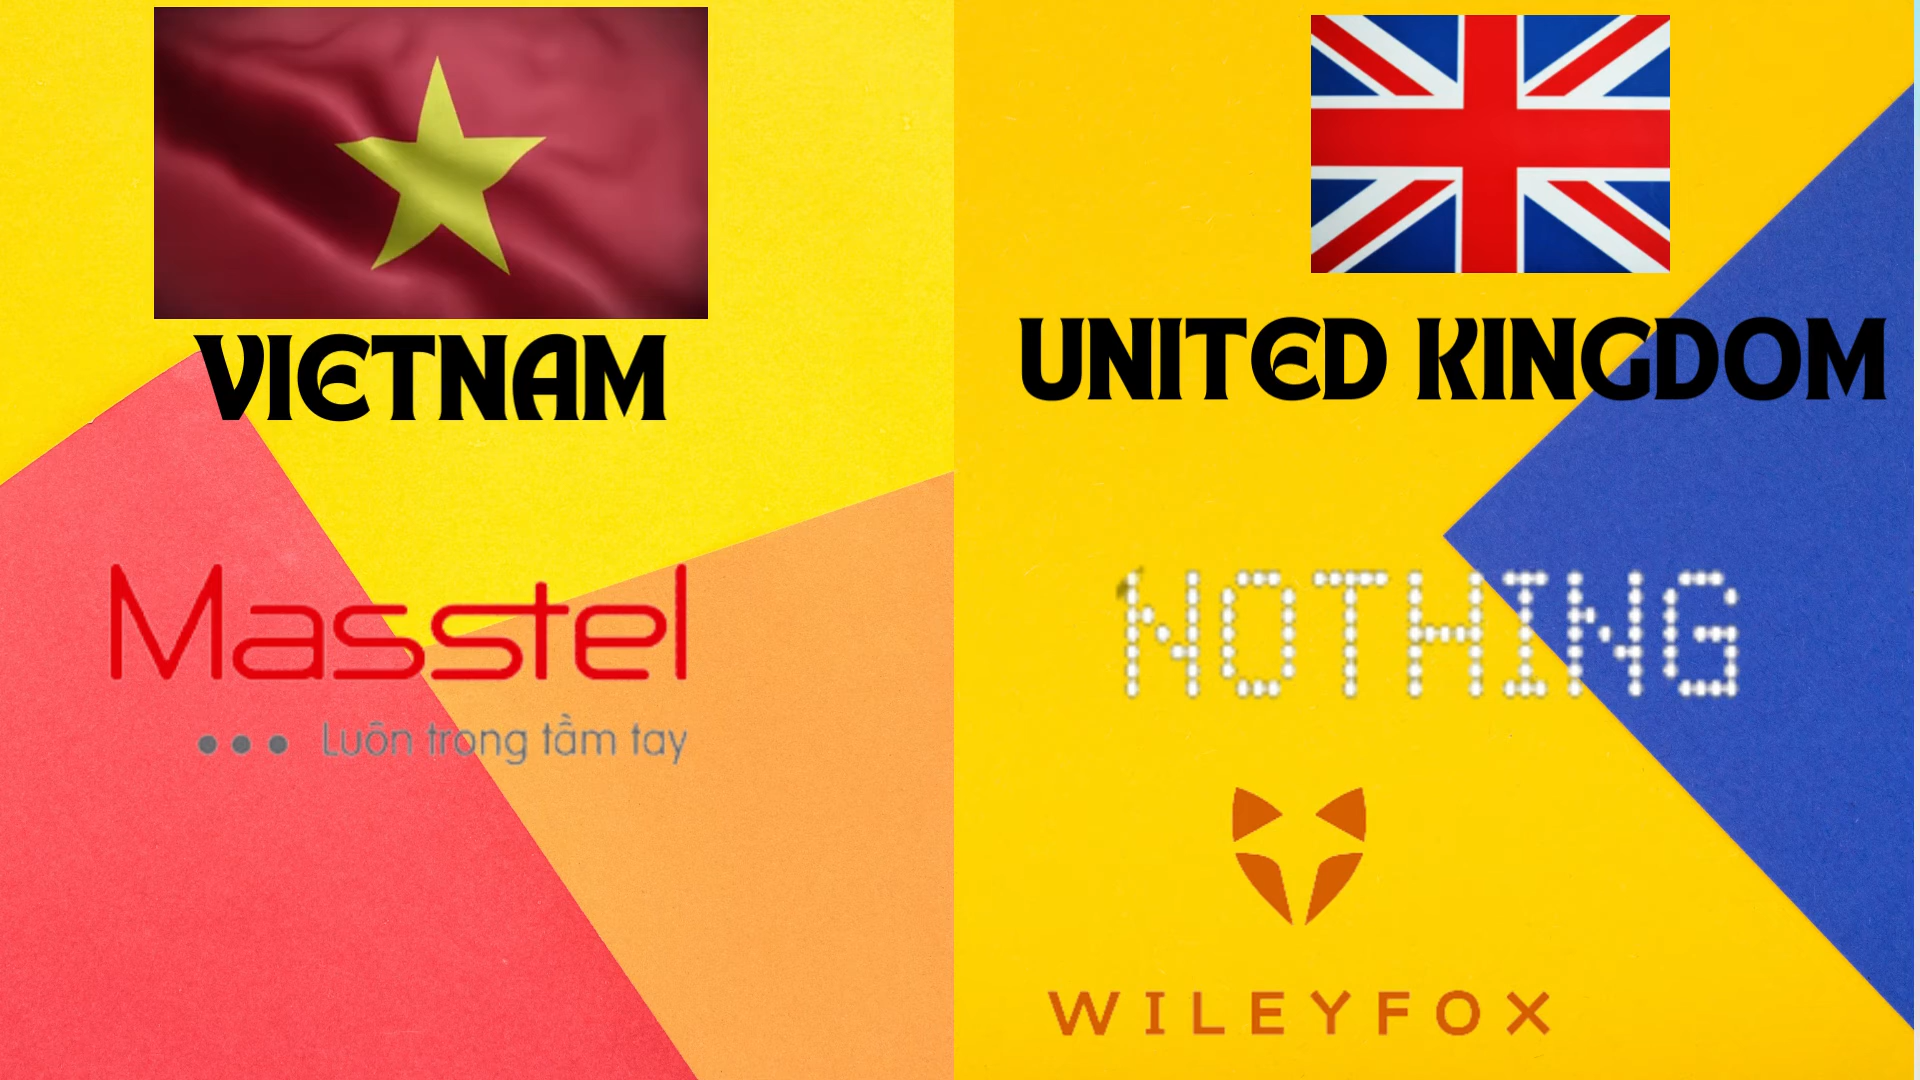 VIETNAM
Masstel
Luôn trong tầm tay
UNITED KINGDOM
NOTHING
WILEYFOX